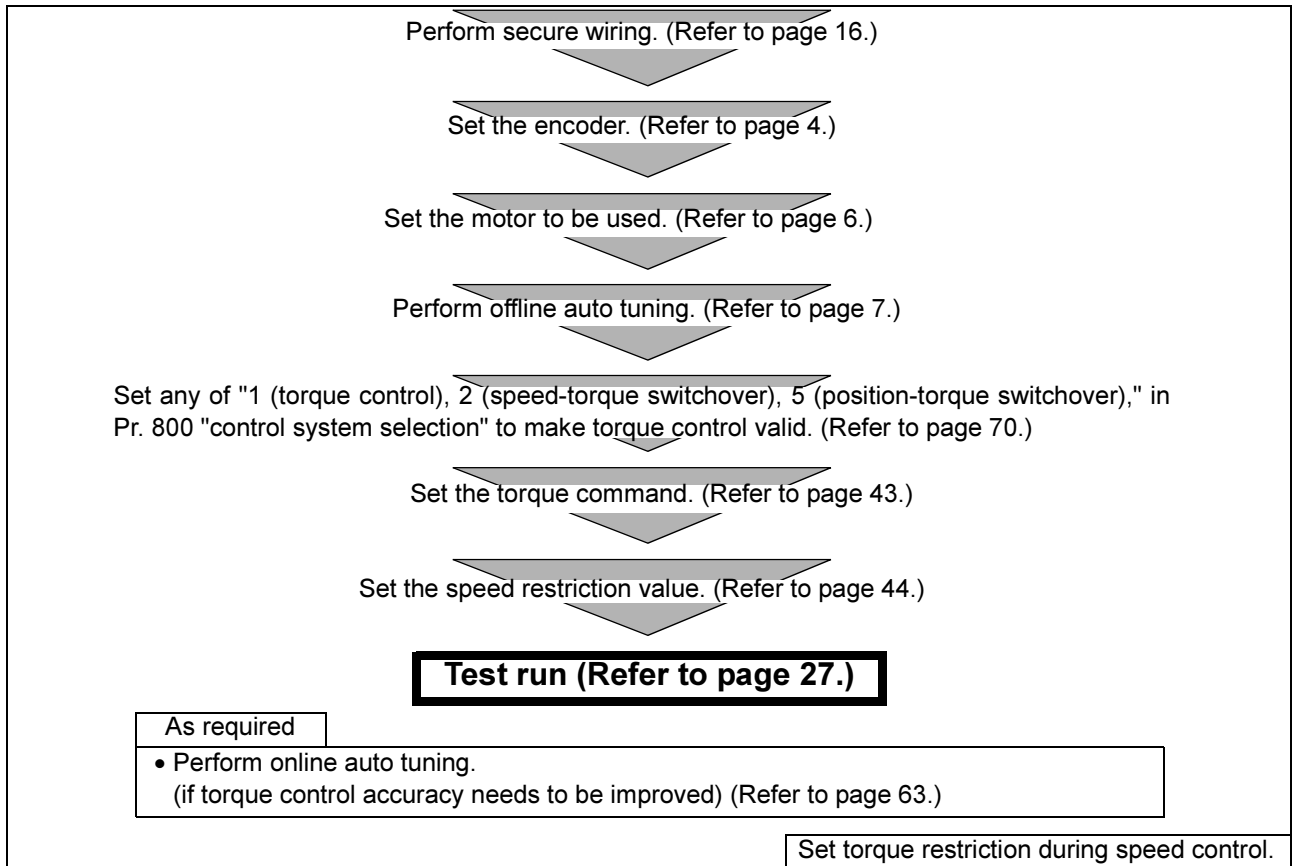 Perform secure wiring. (Refer to page 16.)
Set the encoder. (Refer to page 4.)
Set the motor to be used. (Refer to page 6.)
Perform offline auto tuning. (Refer to page 7.)
Set any of "1 (torque control), 2 (speed-torque switchover), 5 (position-torque switchover)," in
Pr. 800 "control system selection" to make torque control valid. (Refer to page 70.)
Set the torque command. (Refer to page 43.)
Set the speed restriction value. (Refer to page 44.)
Test run (Refer to page 27.)
As required
• Perform online auto tuning.
(if torque control accuracy needs to be improved) (Refer to page 63.)
Set torque restriction during speed control.